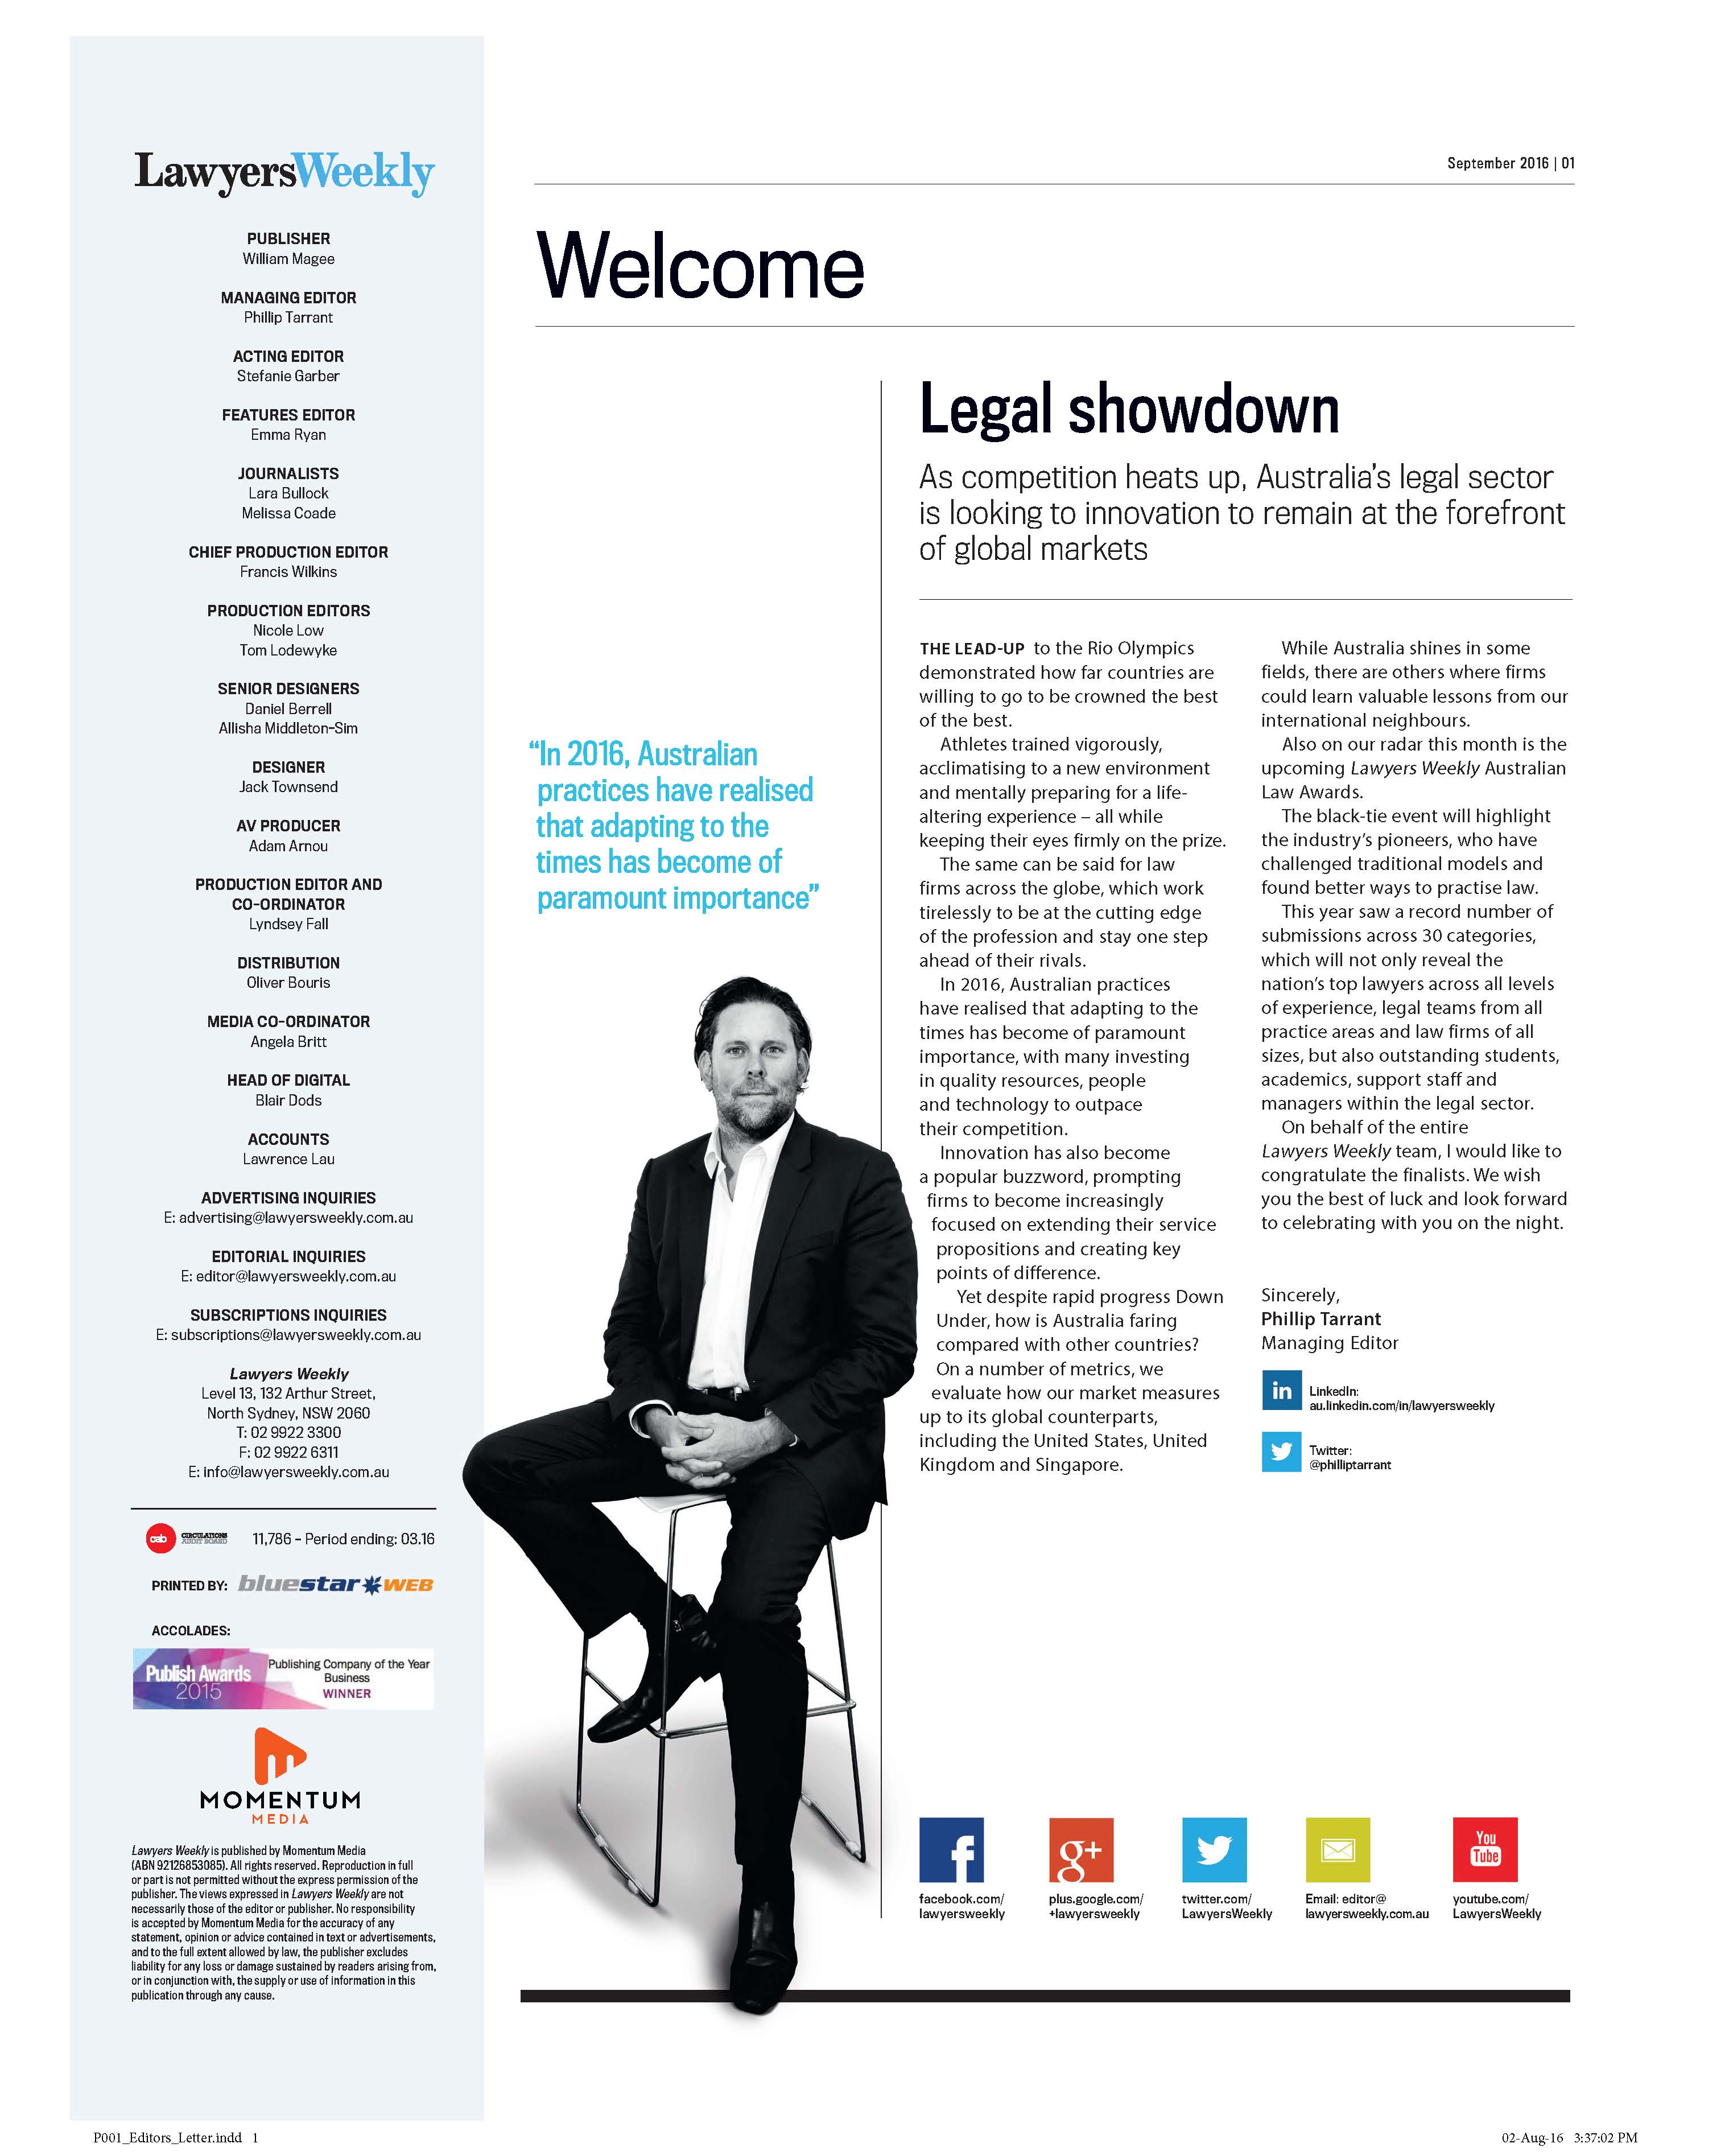 LawyersWeekly
PUBLISHER
William Magee
MANAGING EDITOR
Phillip Tarrant
ACTING EDITOR
Stefanie Garber
FEATURES EDITOR
Emma Ryan
JOURNALISTS
Lara Bullock
Melissa Coade
CHIEF PRODUCTION EDITOR
Francis Wilkins
PRODUCTION EDITORS
Nicole Low
Tom Lodewyke
SENIOR DESIGNERS
Daniel Berrell
Allisha Middleton-Sim
DESIGNER
Jack Townsend
AV PRODUCER
Adam Arnou
PRODUCTION EDITOR AND
CO-ORDINATOR
Lyndsey Fall
DISTRIBUTION
Oliver Bouris
MEDIA CO-ORDINATOR
Angela Britt
HEAD OF DIGITAL
Blair Dods
ACCOUNTS
Lawrence Lau
ADVERTISING INQUIRIES
E: advertising@lawyersweekly.com.au
EDITORIAL INQUIRIES
E: editor@lawyersweekly.com.au
SUBSCRIPTIONS INQUIRIES
E: subscriptions@lawyersweekly.com.au
Lawyers Weekly
Level 13, 132 Arthur Street,
North Sydney, NSW 2060
T: 02 9922 3300
F: 02 9922 6311
E: info@lawyersweekly.com.au
cab CIRCULATIONS AUDIT BOARD 11,786 – Period ending: 03.16
PRINTED BY: bluestar WEB
ACCOLADES:
Publish Awards
2015
Publishing Company of the Year
Business
WINNER
m
MOMENTUM
MEDIA
Lawyers Weekly is published by Momentum Media
(ABN 92126853085). All rights reserved. Reproduction in full
or part is not permitted without the express permission of the
publisher. The views expressed in Lawyers Weekly are not
necessarily those of the editor or publisher. No responsibility
is accepted by Momentum Media for the accuracy of any
statement, opinion or advice contained in text or advertisements,
and to the full extent allowed by law, the publisher excludes
liability for any loss or damage sustained by readers arising from,
or in conjunction with, the supply or use of information in this
publication through any cause.
September 2016 | 01
Welcome
"In 2016, Australian
practices have realised
that adapting to the
times has become of
paramount importance"
Legal showdown
As competition heats up, Australia's legal sector
is looking to innovation to remain at the forefront
of global markets
THE LEAD-UP to the Rio Olympics
demonstrated how far countries are
willing to go to be crowned the best
of the best.
Athletes trained vigorously,
acclimatising to a new environment
and mentally preparing for a life-
altering experience – all while
keeping their eyes firmly on the prize.
The same can be said for law
firms across the globe, which work
tirelessly to be at the cutting edge
of the profession and stay one step
ahead of their rivals.
In 2016, Australian practices
have realised that adapting to the
times has become of paramount
importance, with many investing
in quality resources, people
and technology to outpace
their competition.
Innovation has also become
a popular buzzword, prompting
firms to become increasingly
focused on extending their service
propositions and creating key
points of difference.
Yet despite rapid progress Down
Under, how is Australia faring
compared with other countries?
On a number of metrics, we
evaluate how our market measures
up to its global counterparts,
including the United States, United
Kingdom and Singapore.
While Australia shines in some
fields, there are others where firms
could learn valuable lessons from our
international neighbours.
Also on our radar this month is the
upcoming Lawyers Weekly Australian
Law Awards.
The black-tie event will highlight
the industry's pioneers, who have
challenged traditional models and
found better ways to practise law.
This year saw a record number of
submissions across 30 categories,
which will not only reveal the
nation's top lawyers across all levels
of experience, legal teams from all
practice areas and law firms of all
sizes, but also outstanding students,
academics, support staff and
managers within the legal sector.
On behalf of the entire
Lawyers Weekly team, I would like to
congratulate the finalists. We wish
you the best of luck and look forward
to celebrating with you on the night.
Sincerely,
Phillip Tarrant
Managing Editor
in
LinkedIn:
au.linkedin.com/in/lawyersweekly
Twitter:
@philliptarrant
f
facebook.com/
lawyersweekly
g+
plus.google.com/
+lawyersweekly
twitter.com/
LawyersWeekly
Email: editor@
lawyersweekly.com.au
You
Tube
youtube.com/
LawyersWeekly
P001_Editors_Letter.indd 1
02-Aug-16 3:37:02 PM